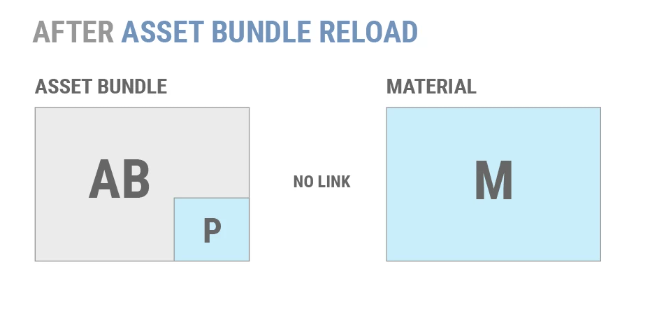 AFTER ASSET BUNDLE RELOAD
ASSET BUNDLE
MATERIAL
AB
P
NO LINK
M